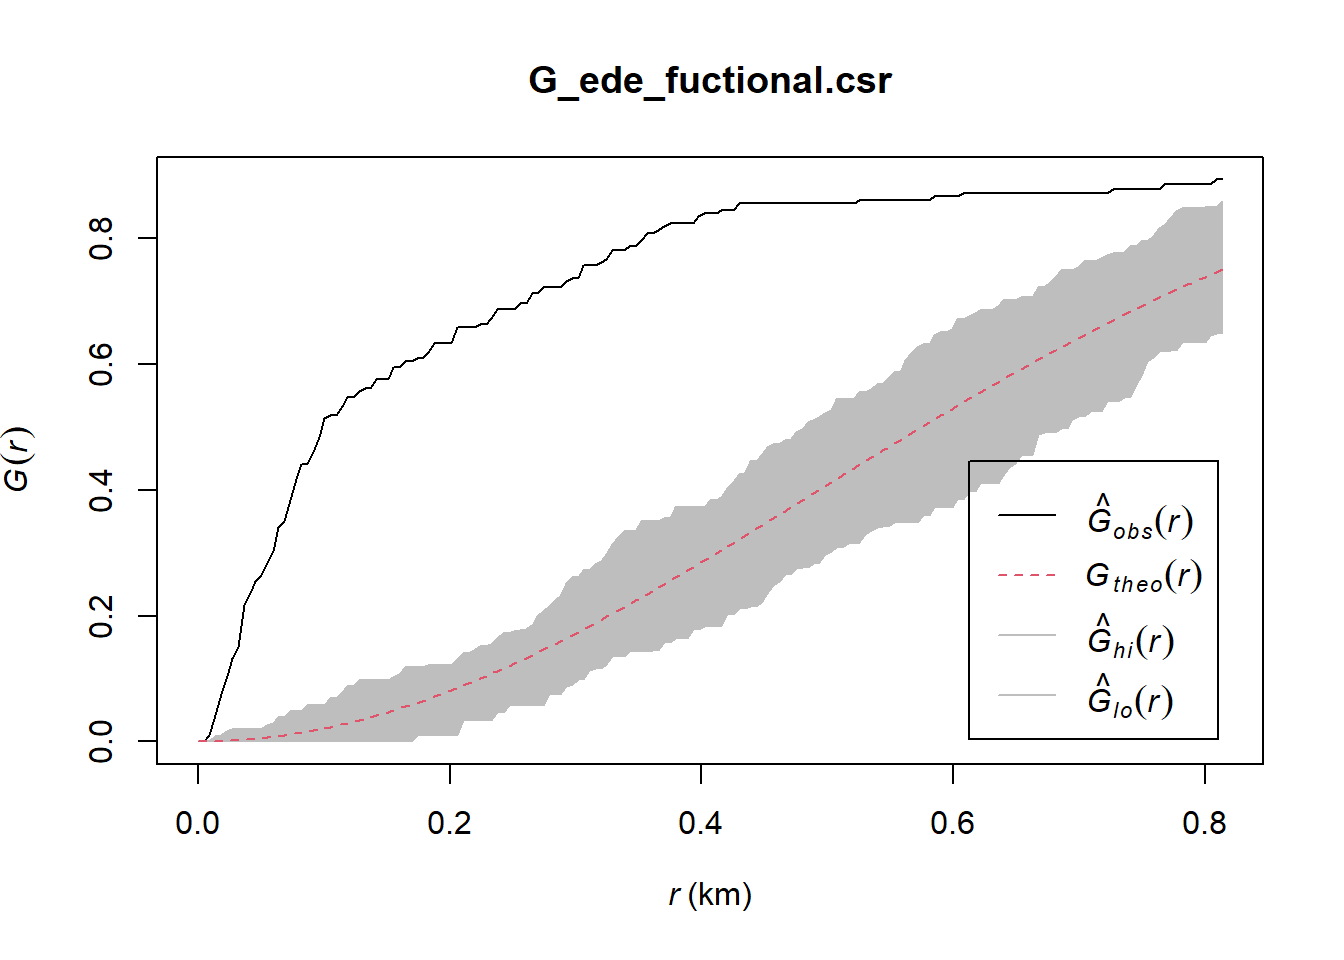 G_ede_fuctional.csr
G(r)
0.8
0.6
0.4
0.2
0.0
0.0 0.2 0.4 0.6 0.8
r (km)
Ĝobs(r)
Gtheo(r)
Ĝhi(r)
Ĝlo(r)